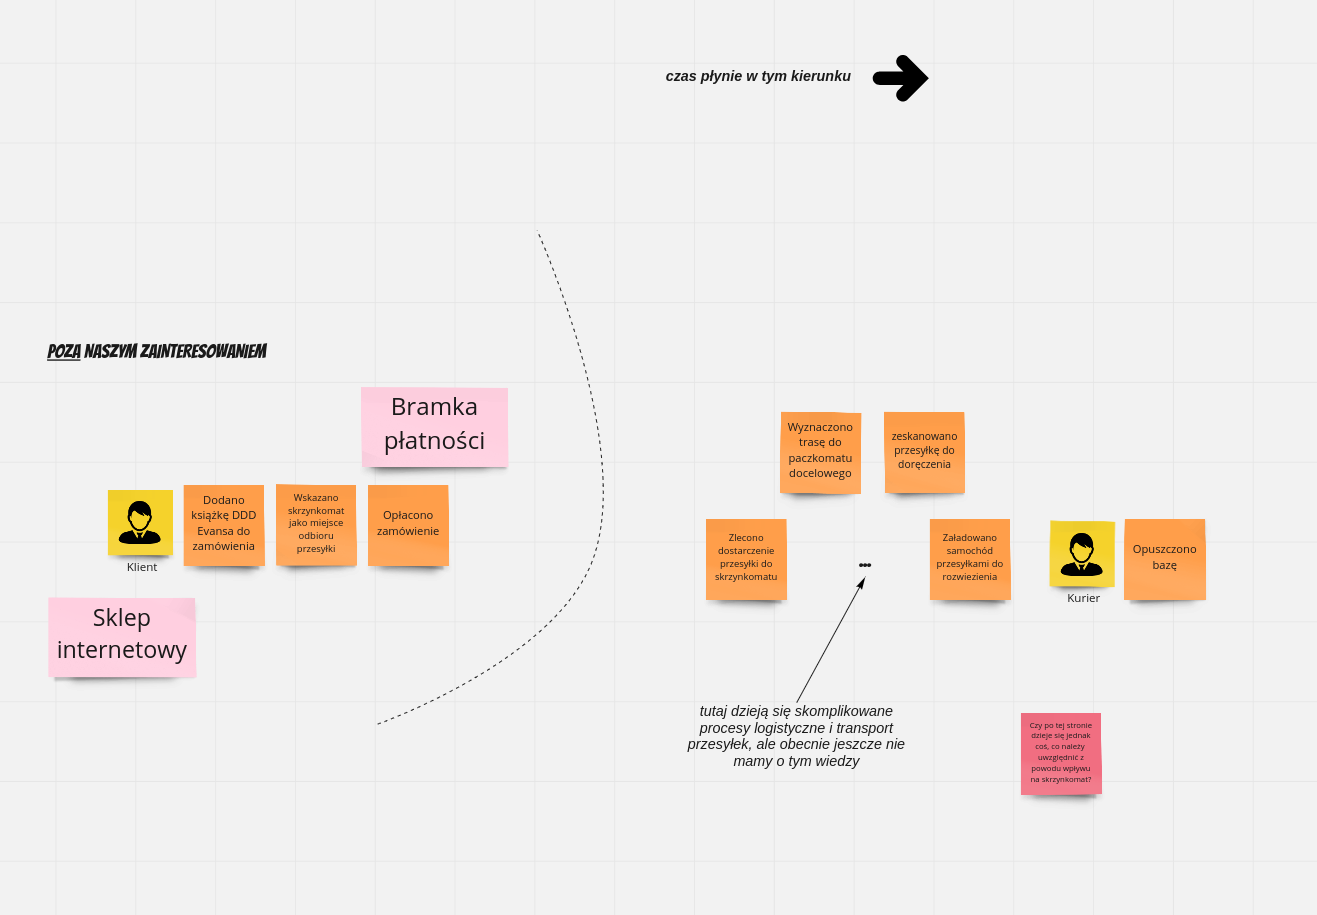 czas płynie w tym kierunku
POZA NASZYM ZAINTERESOWANIEM
Bramka
płatności
Klient
Dodano
książkę DDD
Evansa do
zamówienia
Wskazano
skrzynkomat
jako miejsce
odbioru
przesyłki
Opłacono
zamówienie
Sklep
internetowy
Zlecono
dostarczenie
przesyłki do
skrzynkomatu
Wyznaczono
trasę do
paczkomatu
docelowego
zeskanowano
przesyłkę do
doręczenia
...
Załadowano
samochód
przesyłkami do
rozwiezienia
Kurier
Opuszczono
bazę
tutaj dzieją się skomplikowane
procesy logistyczne i transport
przesyłek, ale obecnie jeszcze nie
mamy o tym wiedzy
Czy po tej stronie
dzieje się jednak
coś, co należy
uwzględnić z
powodu wpływu
na skrzynkomat?